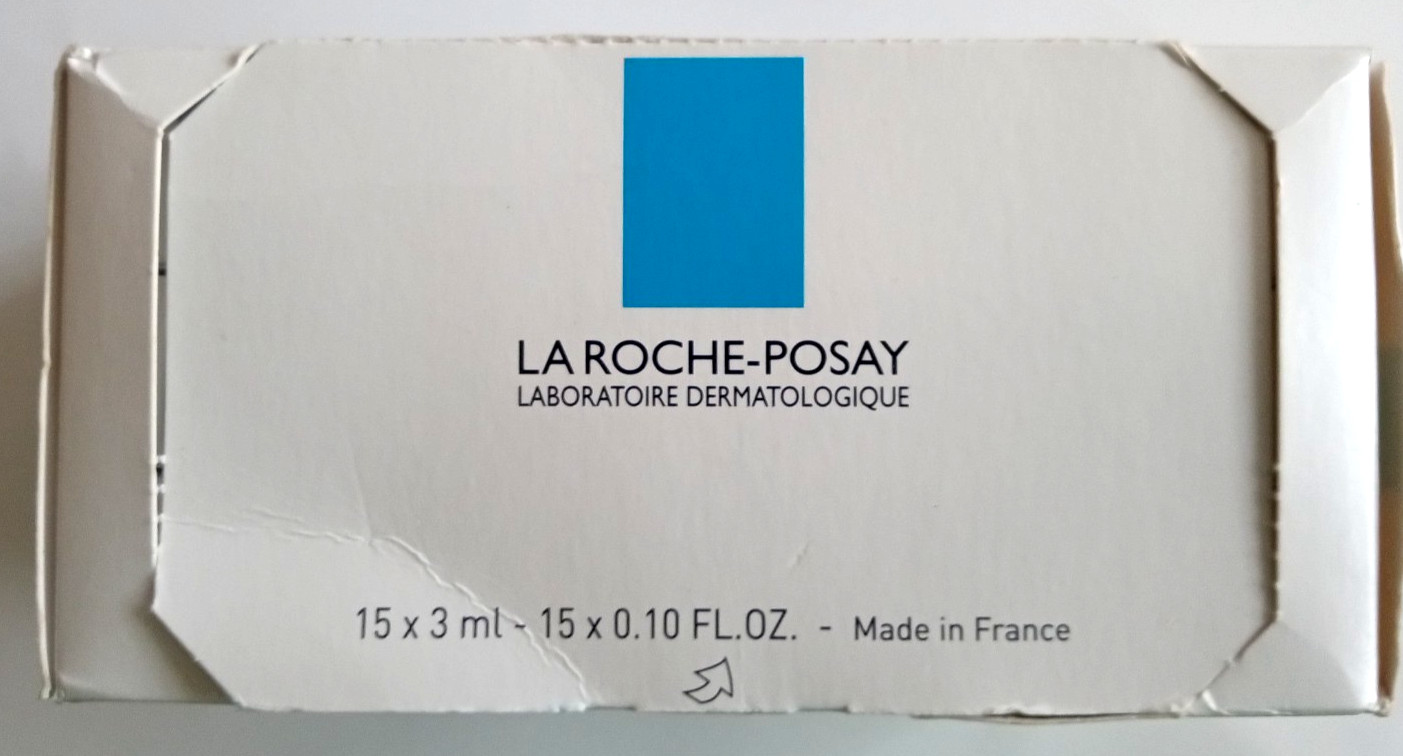 LA ROCHE-POSAY
LABORATOIRE DERMATOLOGIQUE
15 x 3 ml - 15 x 0.10 FL.OZ. - Made in France